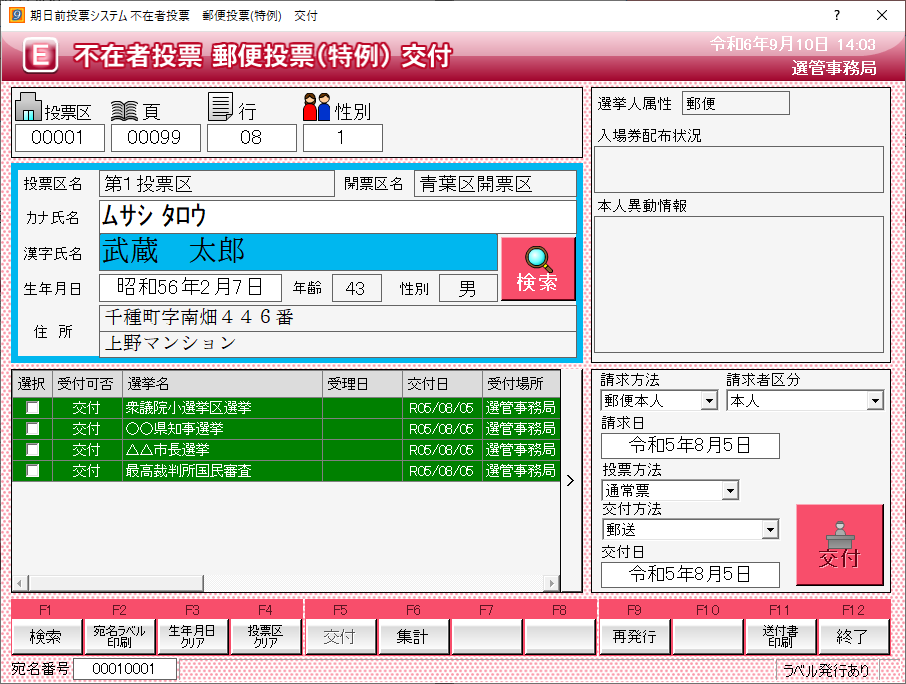 期日前投票システム 不在者投票　郵便投票(特例)　交付
E 不在者投票 郵便投票(特例) 交付
令和6年9月10日 14:03
選管事務局
投票区 頁 行 性別
00001 00099 08 1
投票区名 第1投票区 開票区名 青葉区開票区
カナ氏名 ムサシ タロウ
漢字氏名 武蔵　太郎
検索
生年月日 昭和56年2月7日 年齢 43 性別 男
住 所 千種町字南畑４４６番
上野マンション
選挙人属性 郵便
入場券配布状況
本人異動情報
選択 受付可否 選挙名 受理日 交付日 受付場所
交付 衆議院小選挙区選挙 R05/08/05 選管事務局
交付 〇〇県知事選挙 R05/08/05 選管事務局
交付 △△市長選挙 R05/08/05 選管事務局
交付 最高裁判所国民審査 R05/08/05 選管事務局
請求方法 請求者区分
郵便本人 本人
請求日
令和5年8月5日
投票方法
通常票
交付方法
郵送
交付日
令和5年8月5日
交付
F1 F2 F3 F4 F5 F6 F7 F8 F9 F10 F11 F12
検索 宛名ラベル印刷 生年月日クリア 投票区クリア 交付 集計 再発行 送付書印刷 終了
宛名番号 00010001
ラベル発行あり